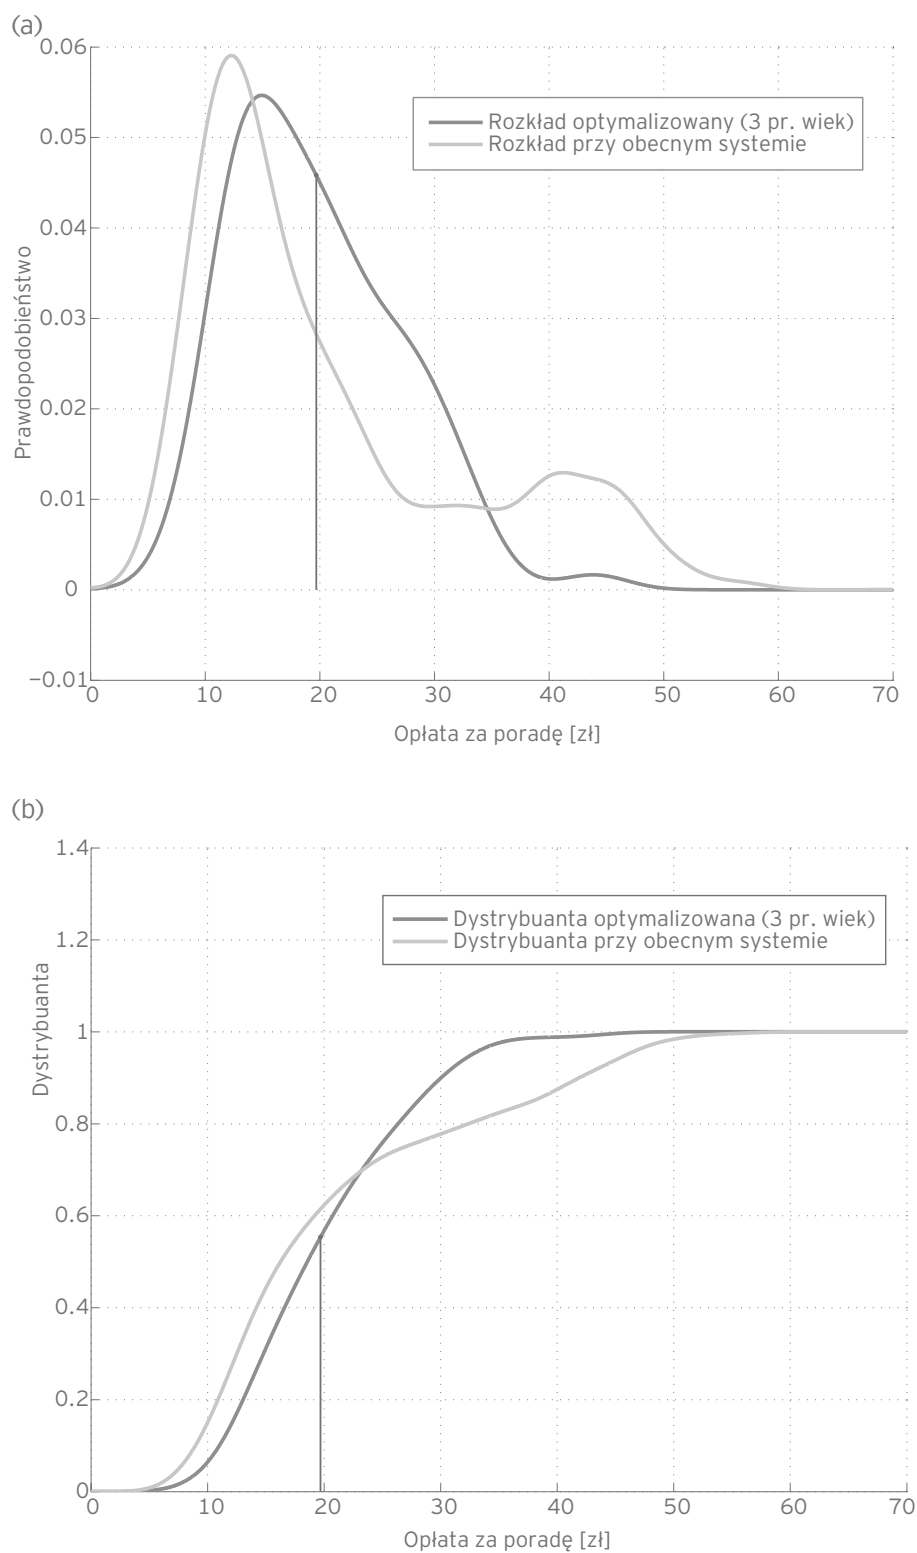 (a)
0.06
0.05
0.04
0.03
0.02
0.01
0
−0.01
Prawdopodobieństwo
Rozkład optymalizowany (3 pr. wiek)
Rozkład przy obecnym systemie
0 10 20 30 40 50 60 70
Opłata za poradę [zł]
(b)
1.4
1.2
1
0.8
0.6
0.4
0.2
0
Dystrybuanta
Dystrybuanta optymalizowana (3 pr. wiek)
Dystrybuanta przy obecnym systemie
0 10 20 30 40 50 60 70
Opłata za poradę [zł]